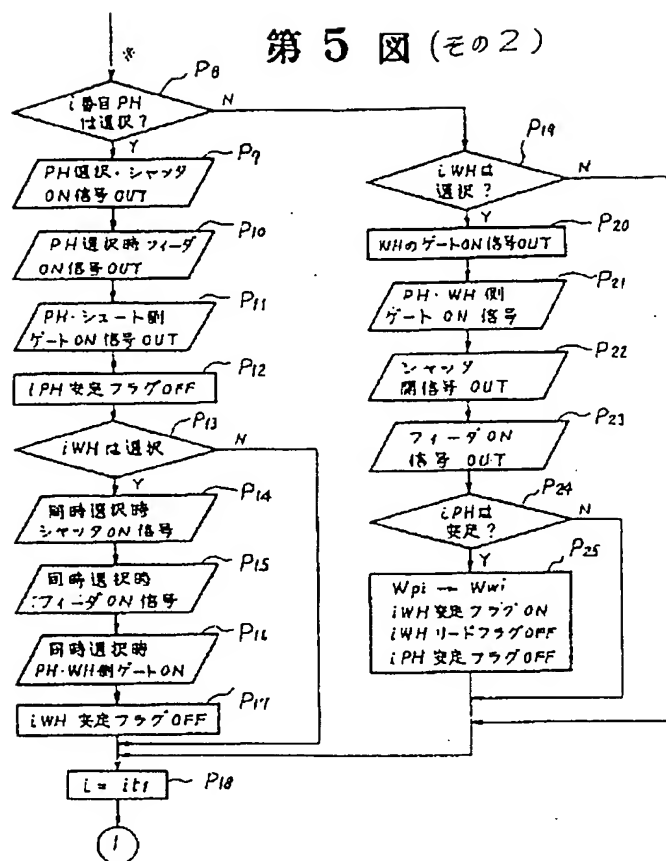 第5図(その2)
※
P8
i番目PH
は選択?
N
Y
P9
PH選択・シャッタ
ON信号OUT
P10
PH選択時フィーダ
ON信号OUT
P11
PH・シュート側
ゲートON信号OUT
P12
iPH安定フラグOFF
P13
iWHは選択
N
Y
P14
同時選択時
シャッタON信号
P15
同時選択時
iフィーダON信号
P16
同時選択時
PH・WH側ゲートON
P17
iWH安定フラグOFF
i = i+1
P18
1
P19
iWHは
選択?
N
Y
P20
WHのゲートON信号OUT
P21
PH・WH側
ゲートON信号
P22
シャッタ
開信号OUT
P23
フィーダON
信号OUT
P24
iPHは
安定?
N
Y
P25
Wpi → Wwi
iWH安定フラグON
iWHリードフラグOFF
iPH安定フラグOFF